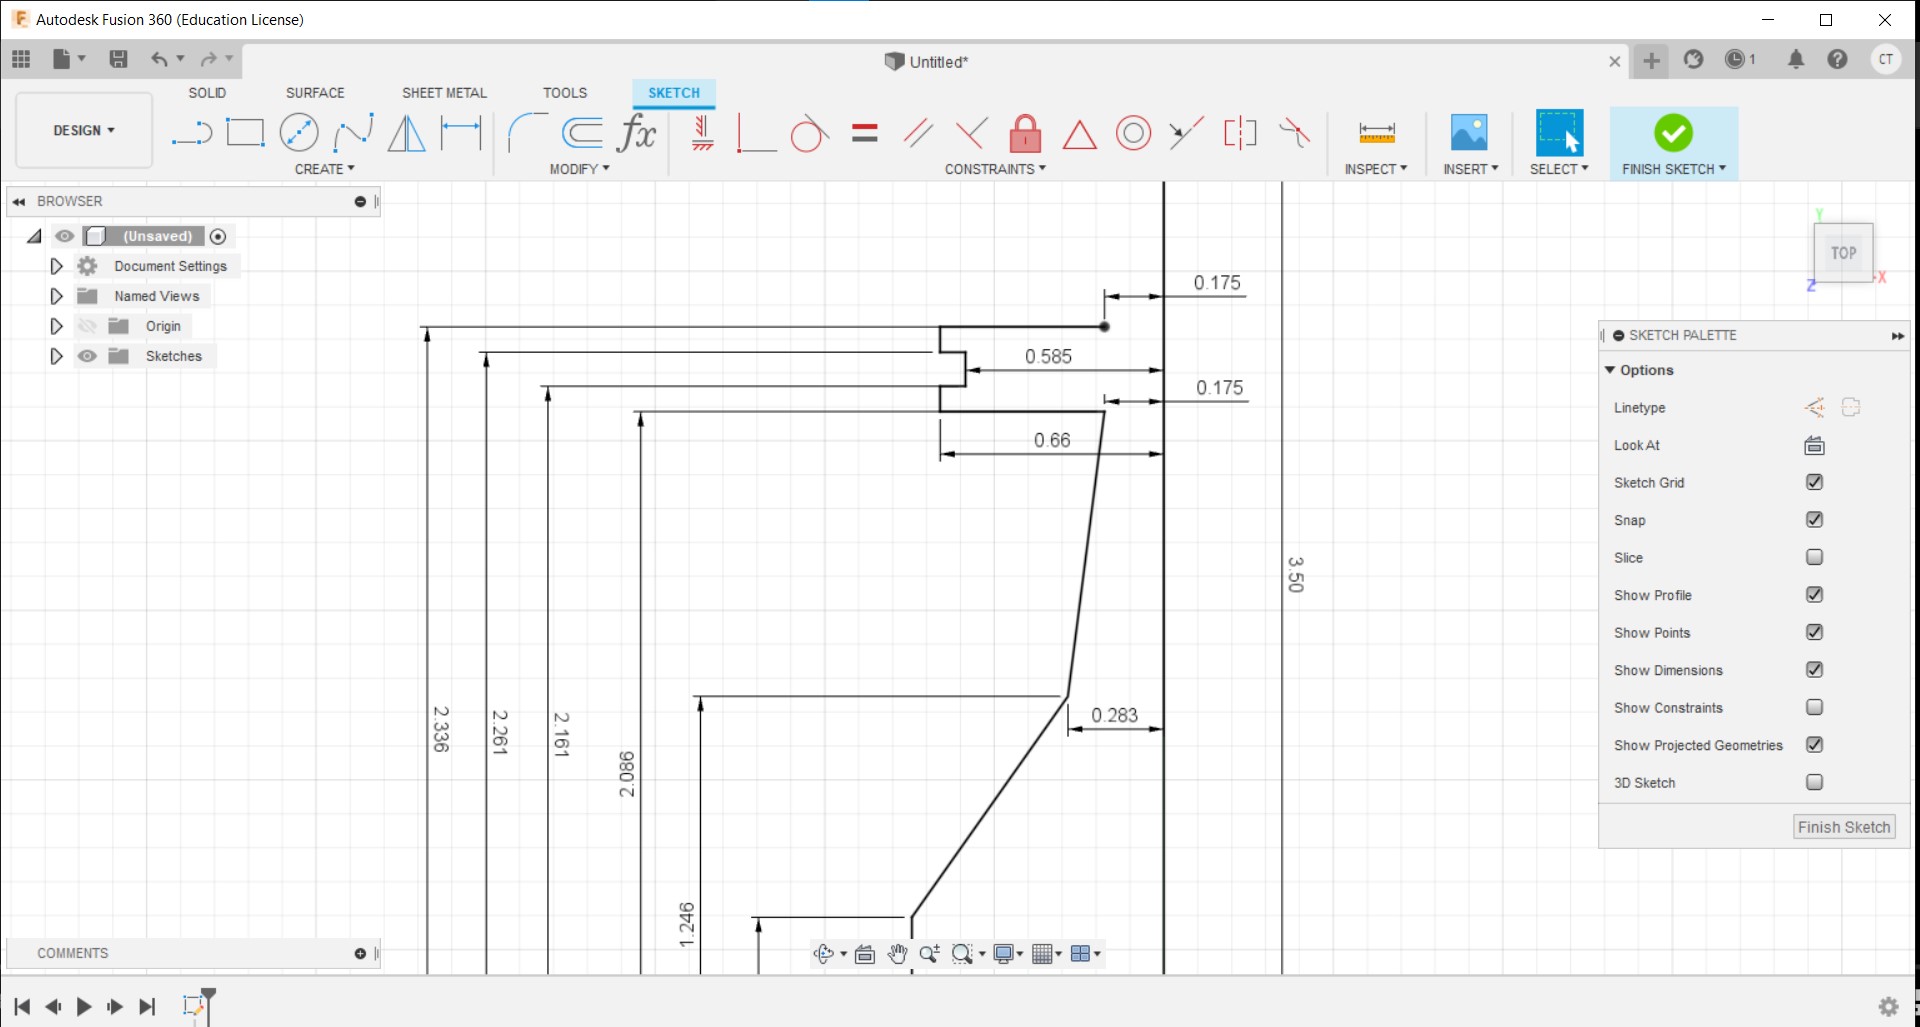 Autodesk Fusion 360 (Education License)
Untitled*
1
CT
DESIGN
SOLID
SURFACE
SHEET METAL
TOOLS
SKETCH
fx
CREATE
MODIFY
CONSTRAINTS
INSPECT
INSERT
SELECT
FINISH SKETCH
BROWSER
(Unsaved)
Document Settings
Named Views
Origin
Sketches
0.175
0.585
0.175
0.66
0.283
3.50
2.336
2.261
2.161
2.086
1.246
Y
TOP
Z
X
SKETCH PALETTE
Options
Linetype
Look At
Sketch Grid
Snap
Slice
Show Profile
Show Points
Show Dimensions
Show Constraints
Show Projected Geometries
3D Sketch
Finish Sketch
COMMENTS